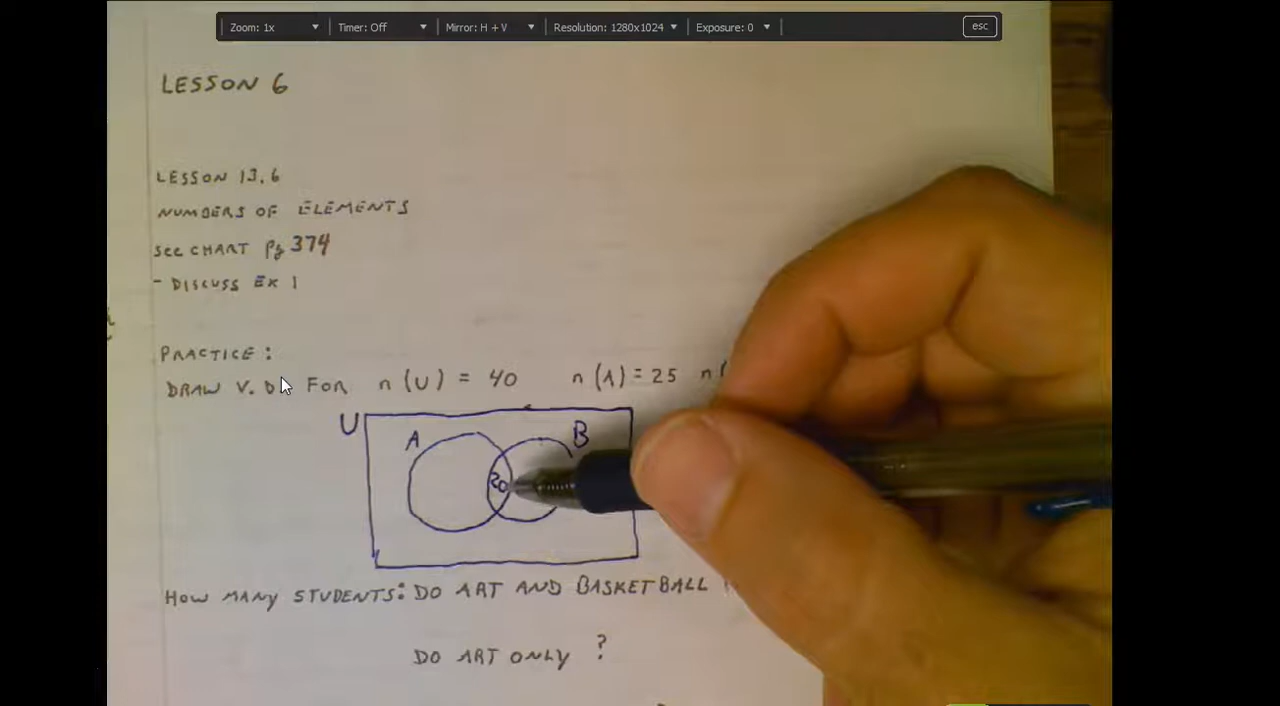 Zoom: 1x Timer: Off Mirror: H + V Resolution: 1280x1024 Exposure: 0 esc
LESSON 6
LESSON 13.6
NUMBERS OF ELEMENTS
See CHART Pg 374
- DISCUSS EX 1
PRACTICE:
DRAW V. D. FOR n(U) = 40 n(A) = 25 n(
U
A B
20
HOW MANY STUDENTS: DO ART AND BASKETBALL
DO ART ONLY ?